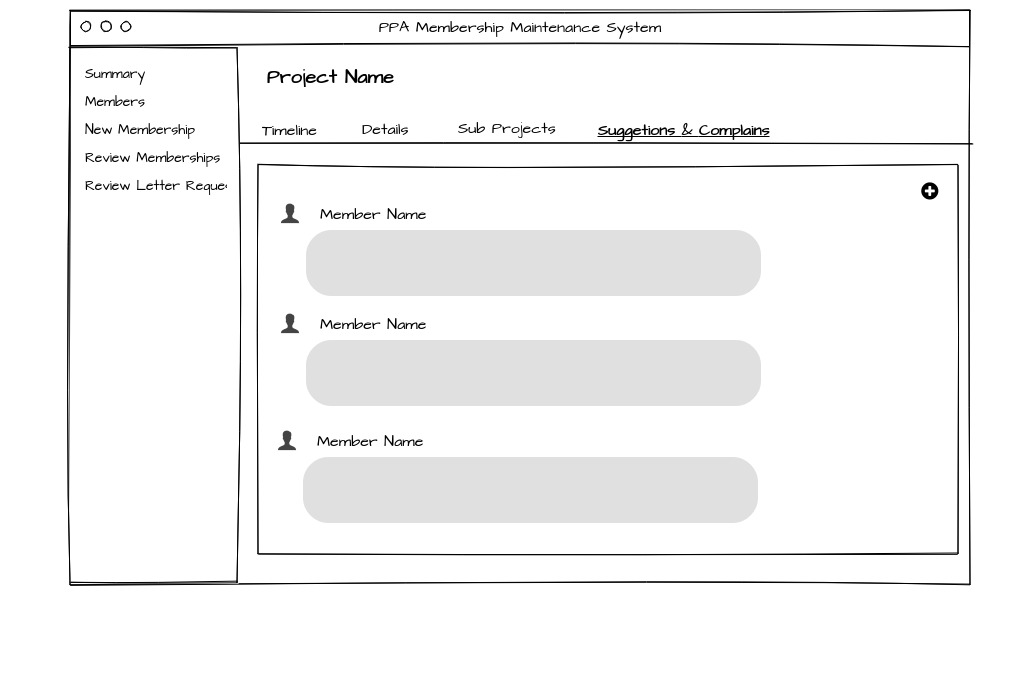 PPA Membership Maintenance System
Summary
Members
New Membership
Review Memberships
Review Letter Reque
Project Name
Timeline Details Sub Projects Suggetions & Complains
Member Name
Member Name
Member Name